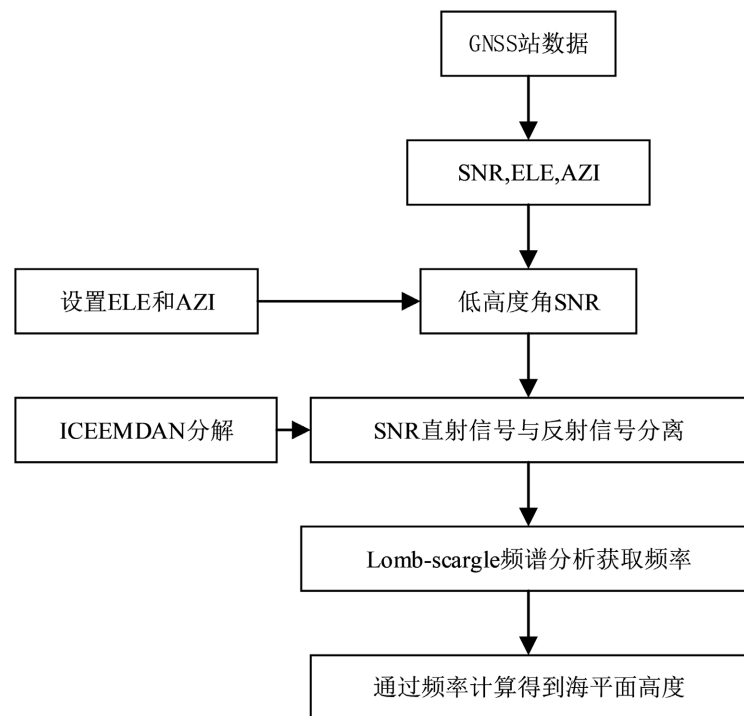 GNSS站数据
SNR,ELE,AZI
设置ELE和AZI
低高度角SNR
ICEEMDAN分解
SNR直射信号与反射信号分离
Lomb-scargle频谱分析获取频率
通过频率计算得到海平面高度